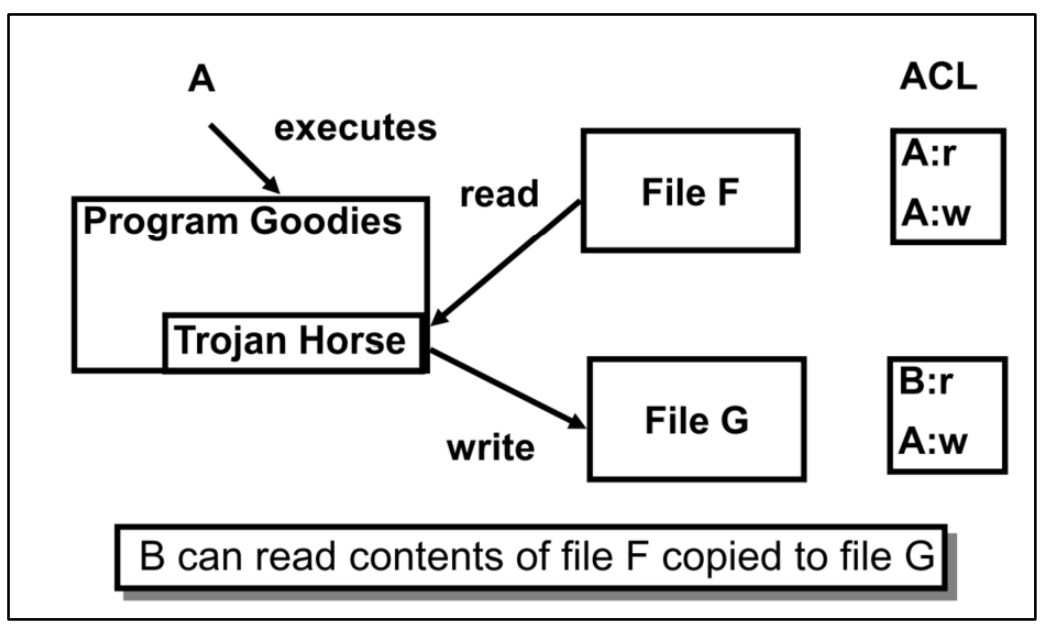 A
executes
Program Goodies
Trojan Horse
read
write
File F
File G
ACL
A:r
A:w
B:r
A:w
B can read contents of file F copied to file G